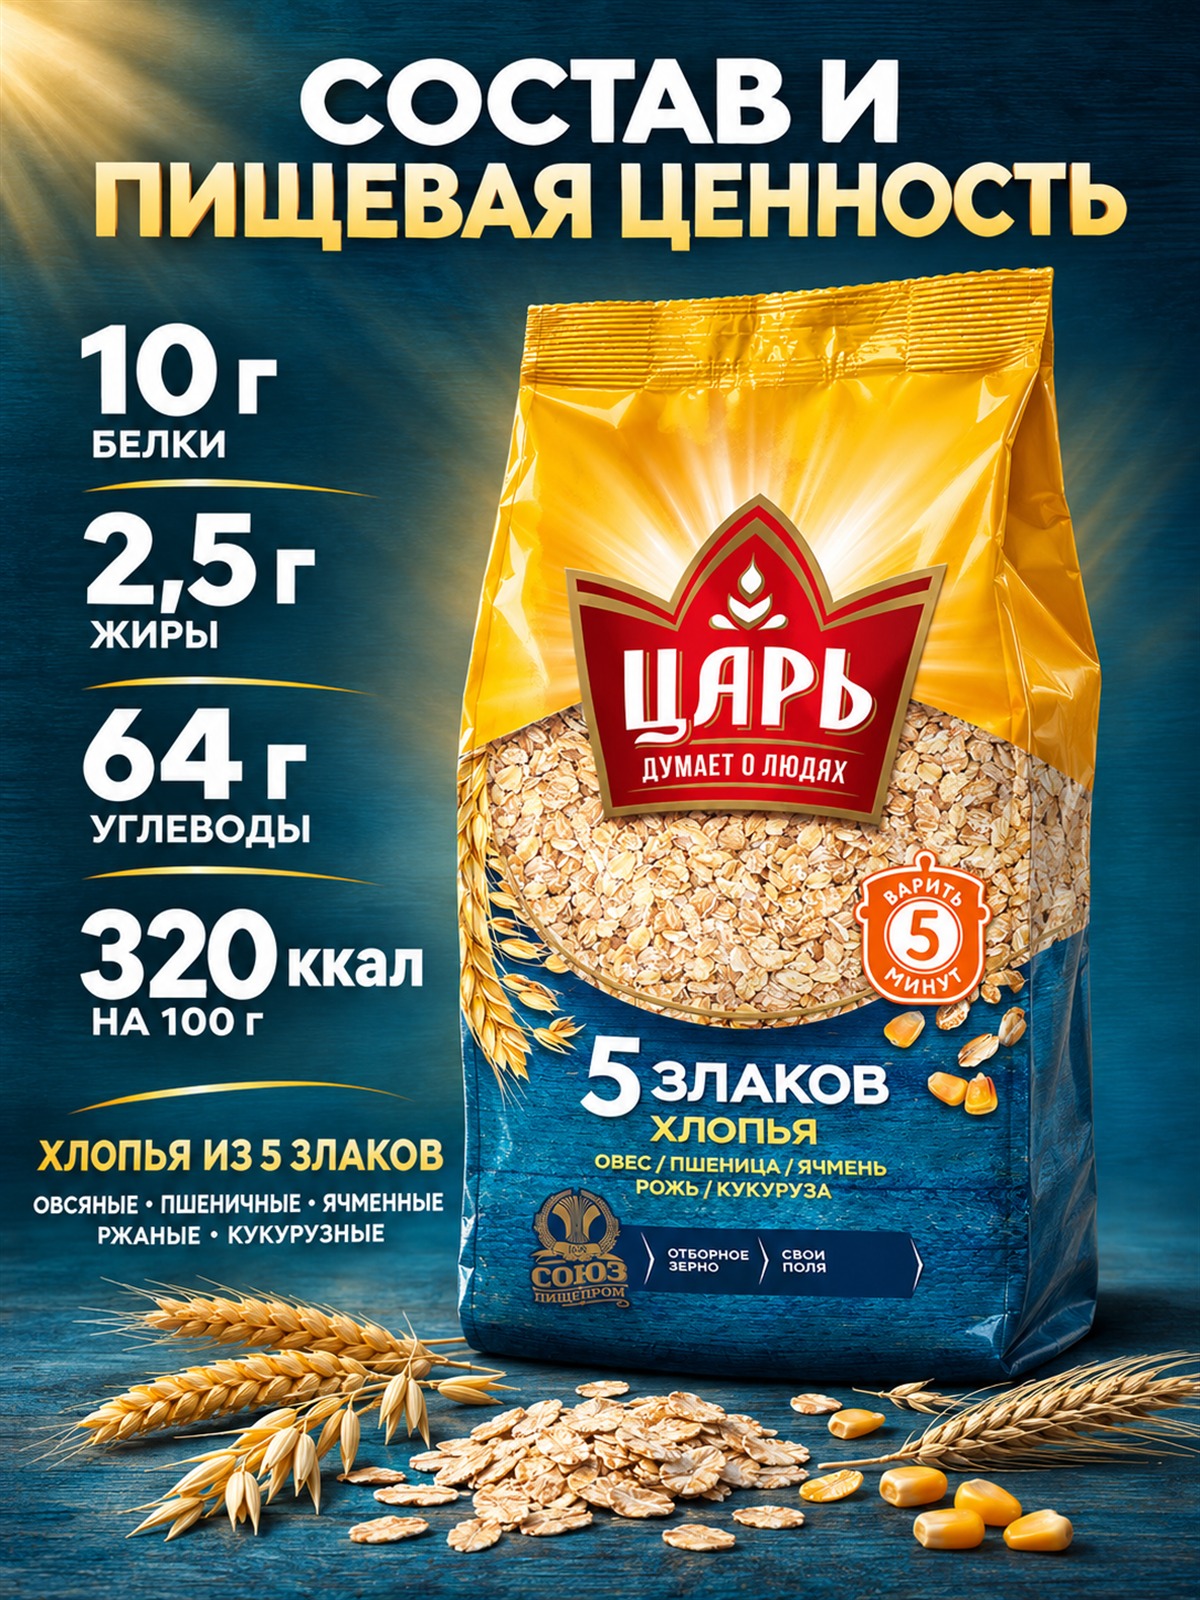 СОСТАВ И
ПИЩЕВАЯ ЦЕННОСТЬ
10 г
БЕЛКИ
2,5 г
ЖИРЫ
64 г
УГЛЕВОДЫ
320 ккал
НА 100 г
ХЛОПЬЯ ИЗ 5 ЗЛАКОВ
ОВСЯНЫЕ • ПШЕНИЧНЫЕ • ЯЧМЕННЫЕ
РЖАНЫЕ • КУКУРУЗНЫЕ
ЦАРЬ
ДУМАЕТ О ЛЮДЯХ
ВАРИТЬ
5
МИНУТ
5 ЗЛАКОВ
ХЛОПЬЯ
ОВЕС / ПШЕНИЦА / ЯЧМЕНЬ
РОЖЬ / КУКУРУЗА
СОЮЗ
ПИЩЕПРОМ
ОТБОРНОЕ
ЗЕРНО
СВОИ
ПОЛЯ